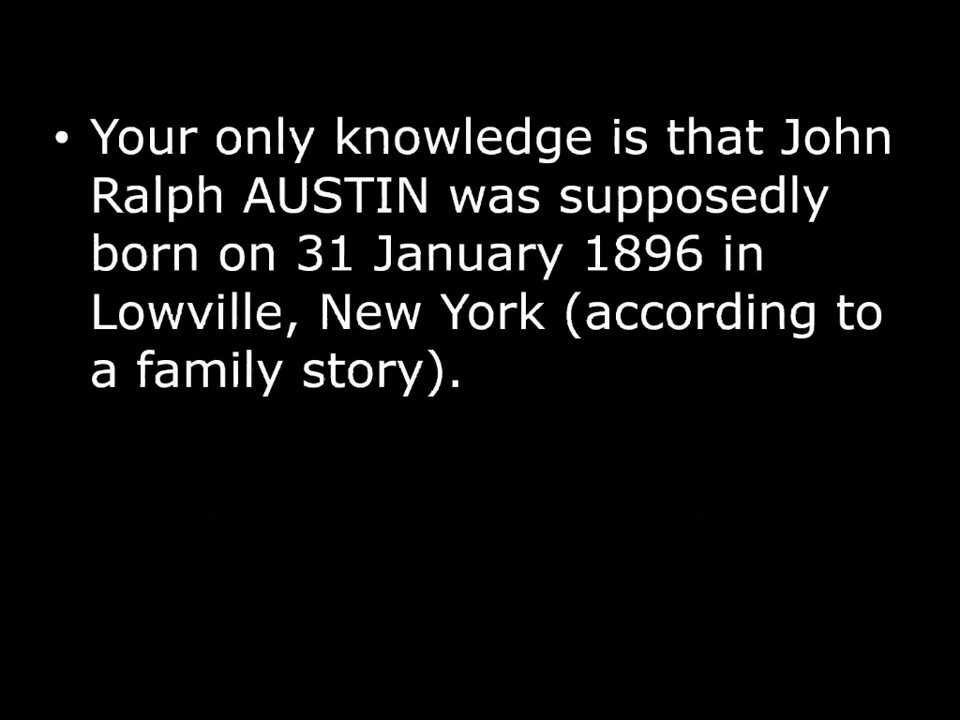 • Your only knowledge is that John
Ralph AUSTIN was supposedly
born on 31 January 1896 in
Lowville, New York (according to
a family story).